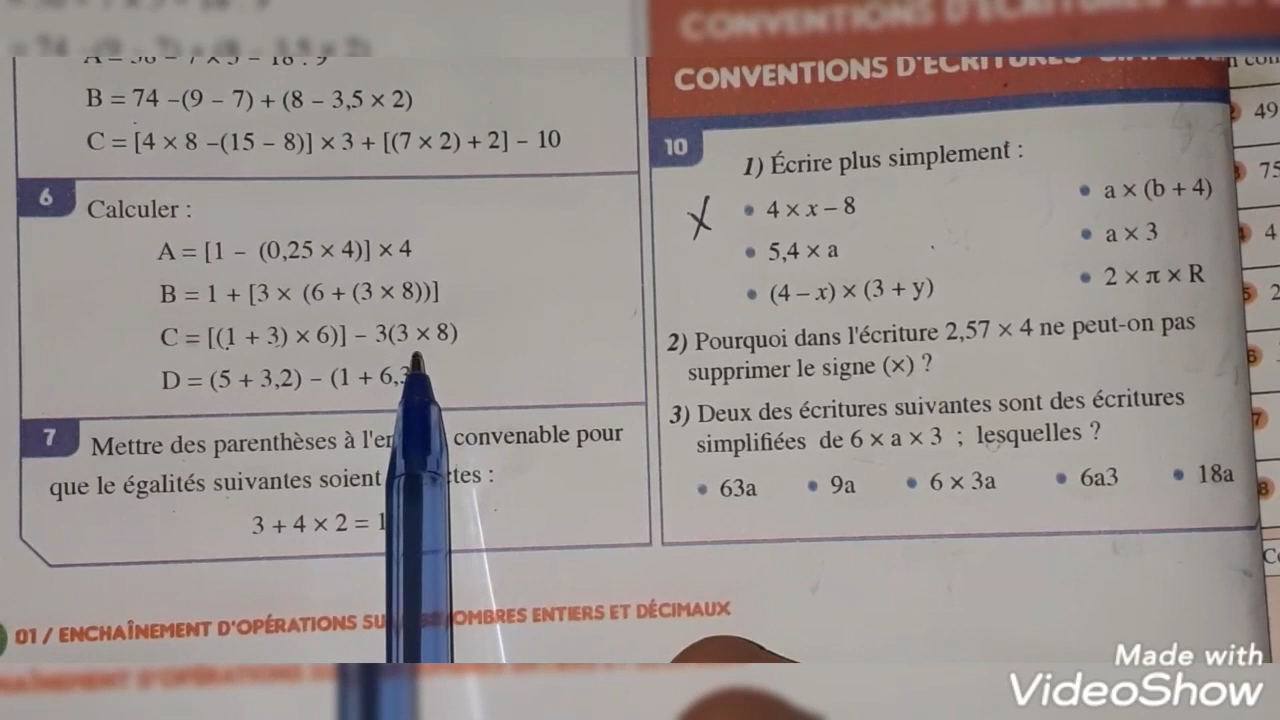 B = 74 –(9 – 7) + (8 – 3,5 × 2)
C = [4 × 8 –(15 – 8)] × 3 + [(7 × 2) + 2] – 10
6
Calculer :
A = [1 – (0,25 × 4)] × 4
B = 1 + [3 × (6 + (3 × 8))]
C = [(1 + 3) × 6)] – 3(3 × 8)
D = (5 + 3,2) – (1 + 6,
7
Mettre des parenthèses à l'en convenable pour
que le égalités suivantes soient tes :
3 + 4 × 2 = 1
01 / ENCHAÎNEMENT D'OPÉRATIONS SU OMBRES ENTIERS ET DÉCIMAUX
CONVENTIONS D'ÉCRITURES
10
1) Écrire plus simplement :
• 4 × x – 8
• a × (b + 4)
• 5,4 × a
• a × 3
• (4 – x) × (3 + y)
• 2 × π × R
2) Pourquoi dans l'écriture 2,57 × 4 ne peut-on pas
supprimer le signe (×) ?
3) Deux des écritures suivantes sont des écritures
simplifiées de 6 × a × 3 ; lesquelles ?
• 63a • 9a • 6 × 3a • 6a3 • 18a
49
75
4
2
Made with
VideoShow